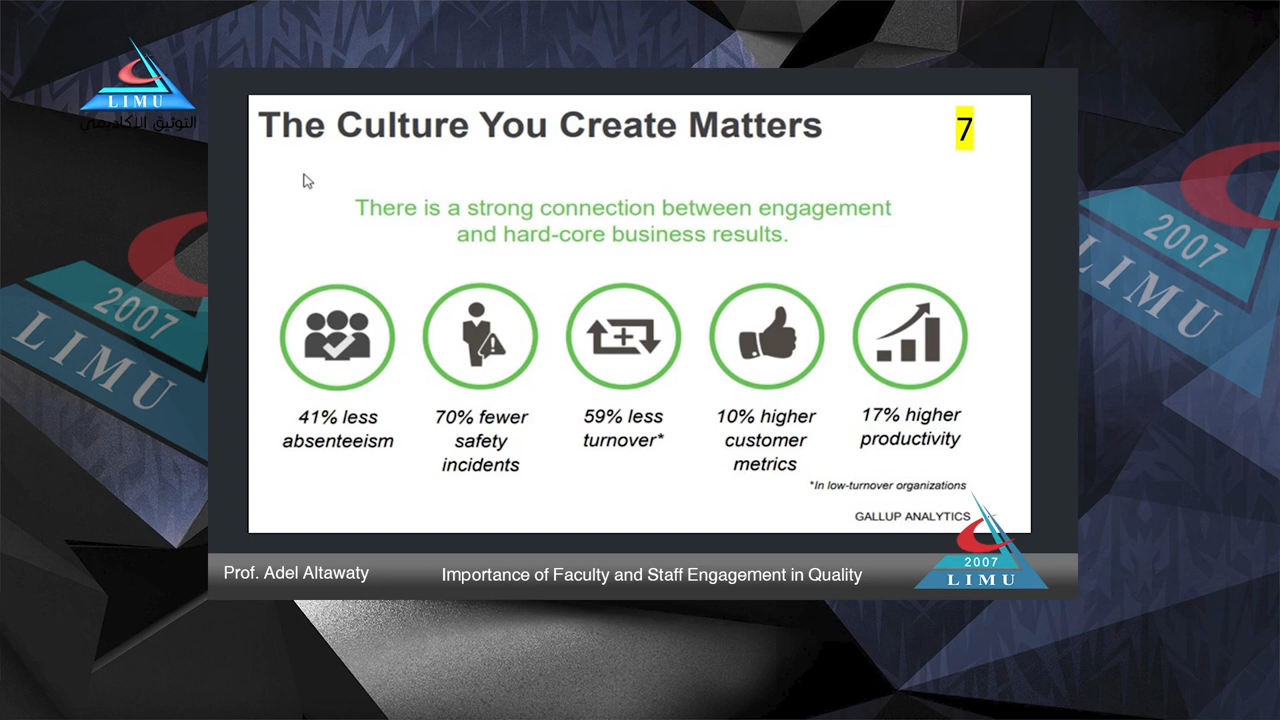 LIMU
التوثيق الأكاديمي
The Culture You Create Matters
7
There is a strong connection between engagement
and hard-core business results.
41% less
absenteeism
70% fewer
safety
incidents
59% less
turnover*
10% higher
customer
metrics
17% higher
productivity
*In low-turnover organizations
GALLUP ANALYTICS
2007
LIMU
2007
LIMU
2007
LIMU
Prof. Adel Altawaty
Importance of Faculty and Staff Engagement in Quality